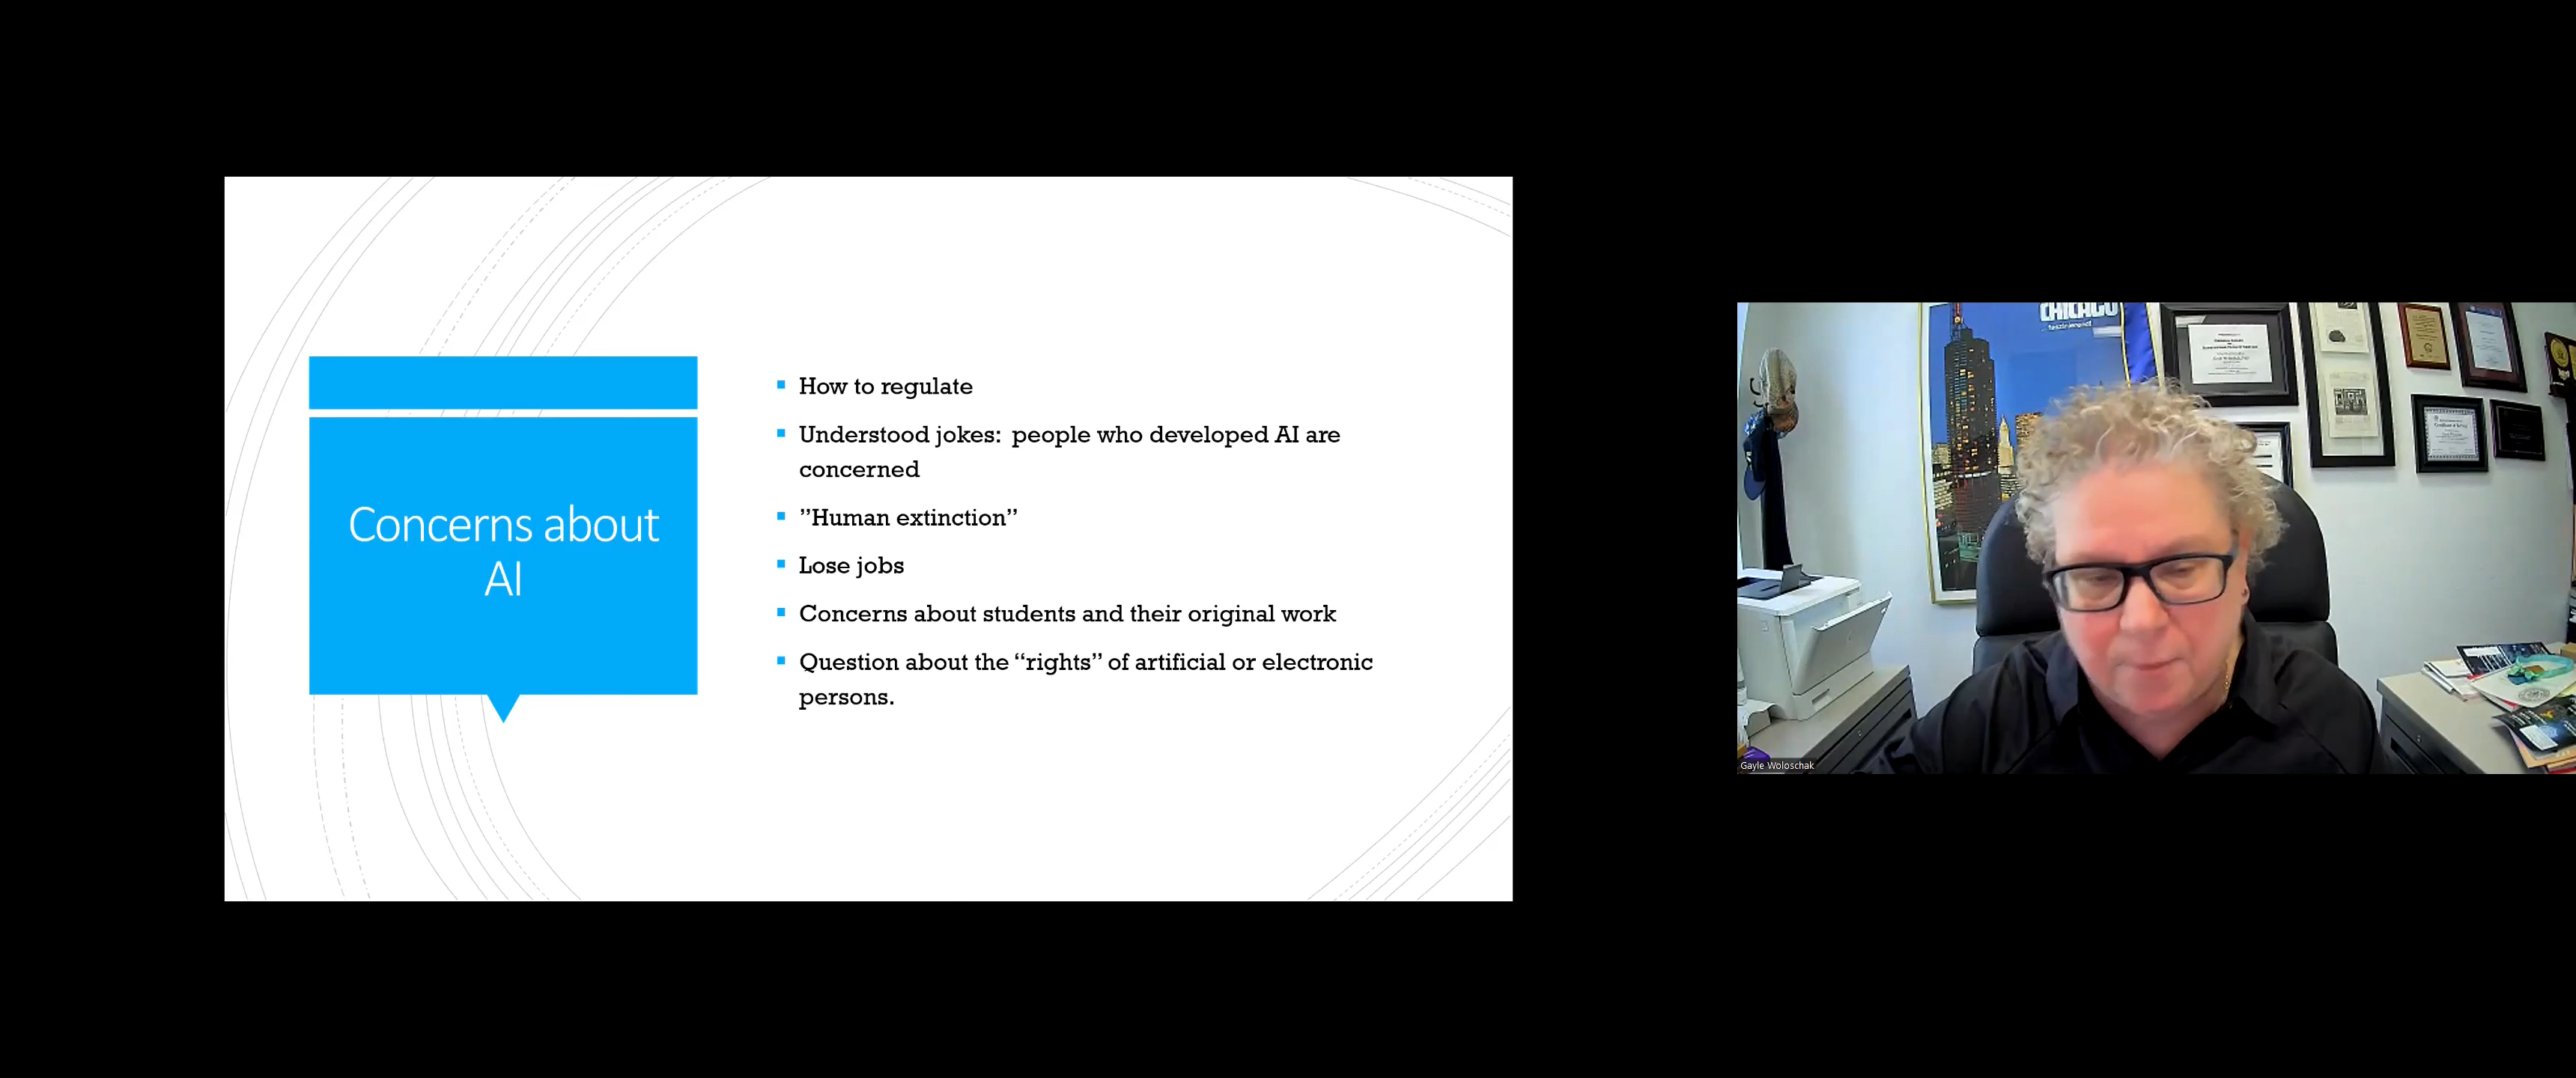 Concerns about
AI
How to regulate
Understood jokes:  people who developed AI are
concerned
”Human extinction”
Lose jobs
Concerns about students and their original work
Question about the “rights” of artificial or electronic
persons.
CHICAGO
Gayle Woloschak